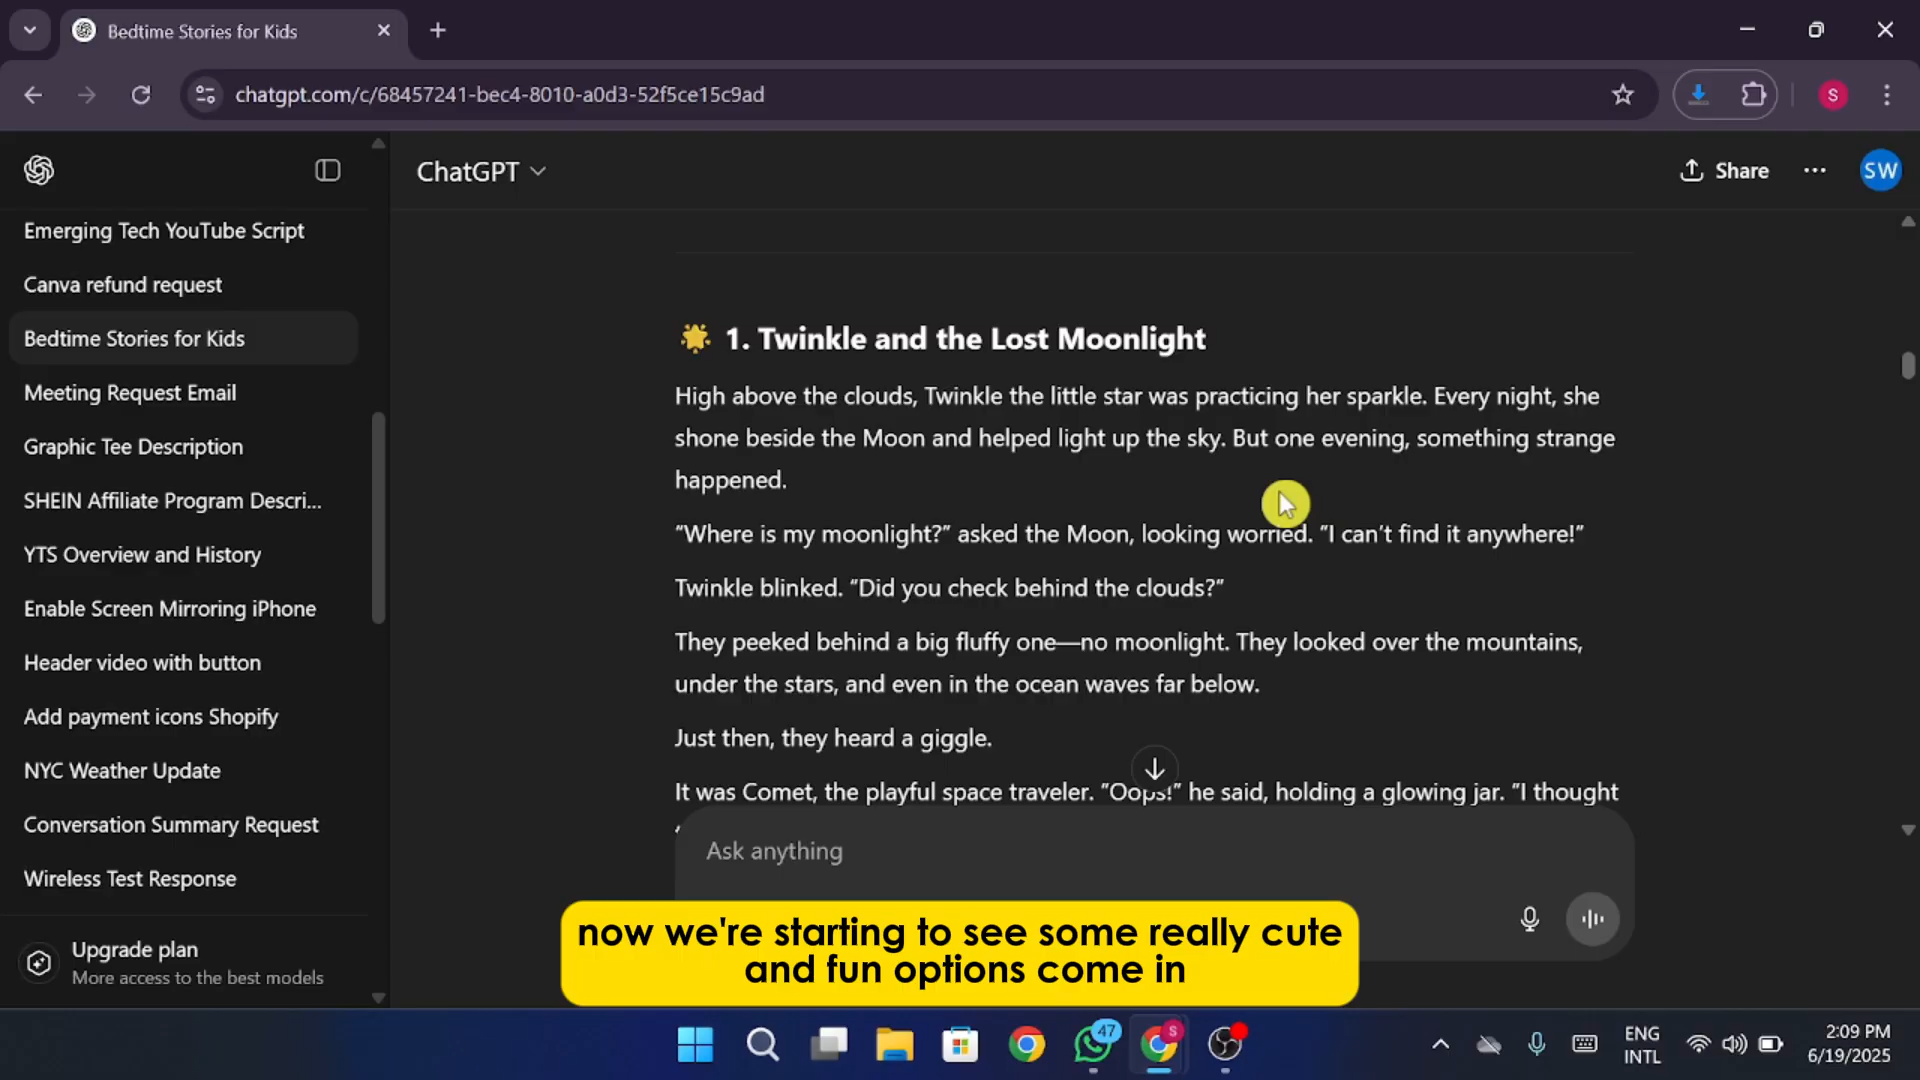 Bedtime Stories for Kids
chatgpt.com/c/68457241-bec4-8010-a0d3-52f5ce15c9ad
S
ChatGPT
Share
SW
Emerging Tech YouTube Script
Canva refund request
Bedtime Stories for Kids
Meeting Request Email
Graphic Tee Description
SHEIN Affiliate Program Descri...
YTS Overview and History
Enable Screen Mirroring iPhone
Header video with button
Add payment icons Shopify
NYC Weather Update
Conversation Summary Request
Wireless Test Response
Upgrade plan
More access to the best models
1. Twinkle and the Lost Moonlight
High above the clouds, Twinkle the little star was practicing her sparkle. Every night, she
shone beside the Moon and helped light up the sky. But one evening, something strange
happened.
“Where is my moonlight?” asked the Moon, looking worried. “I can’t find it anywhere!”
Twinkle blinked. “Did you check behind the clouds?”
They peeked behind a big fluffy one—no moonlight. They looked over the mountains,
under the stars, and even in the ocean waves far below.
Just then, they heard a giggle.
It was Comet, the playful space traveler. “Oops!” he said, holding a glowing jar. “I thought
Ask anything
now we're starting to see some really cute
and fun options come in
47
S
ENG
INTL
2:09 PM
6/19/2025